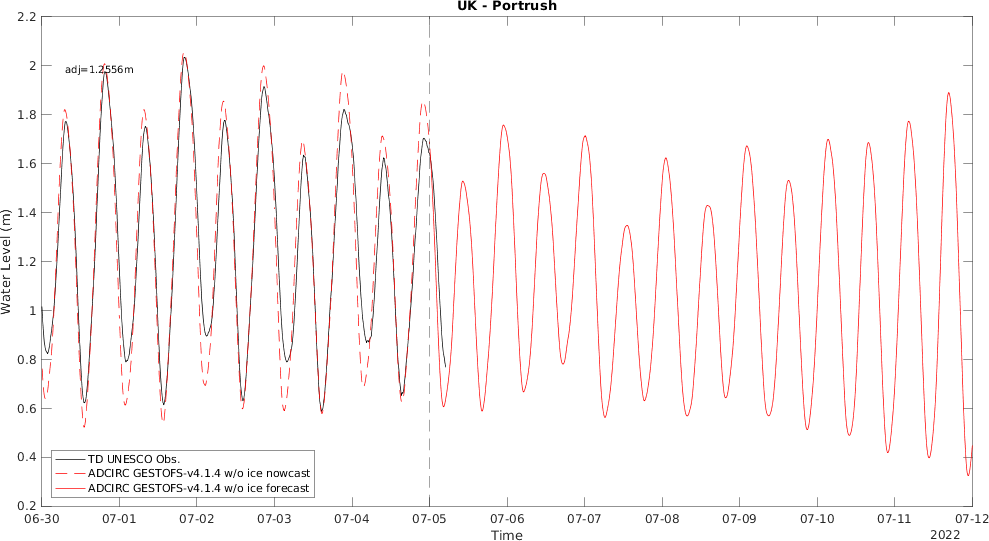 UK - Portrush
2.2
2
1.8
1.6
1.4
1.2
1
0.8
0.6
0.4
0.2
Water Level (m)
adj=1.2556m
TD UNESCO Obs.
ADCIRC GESTOFS-v4.1.4 w/o ice nowcast
ADCIRC GESTOFS-v4.1.4 w/o ice forecast
06-30 07-01 07-02 07-03 07-04 07-05 07-06 07-07 07-08 07-09 07-10 07-11 07-12
Time
2022